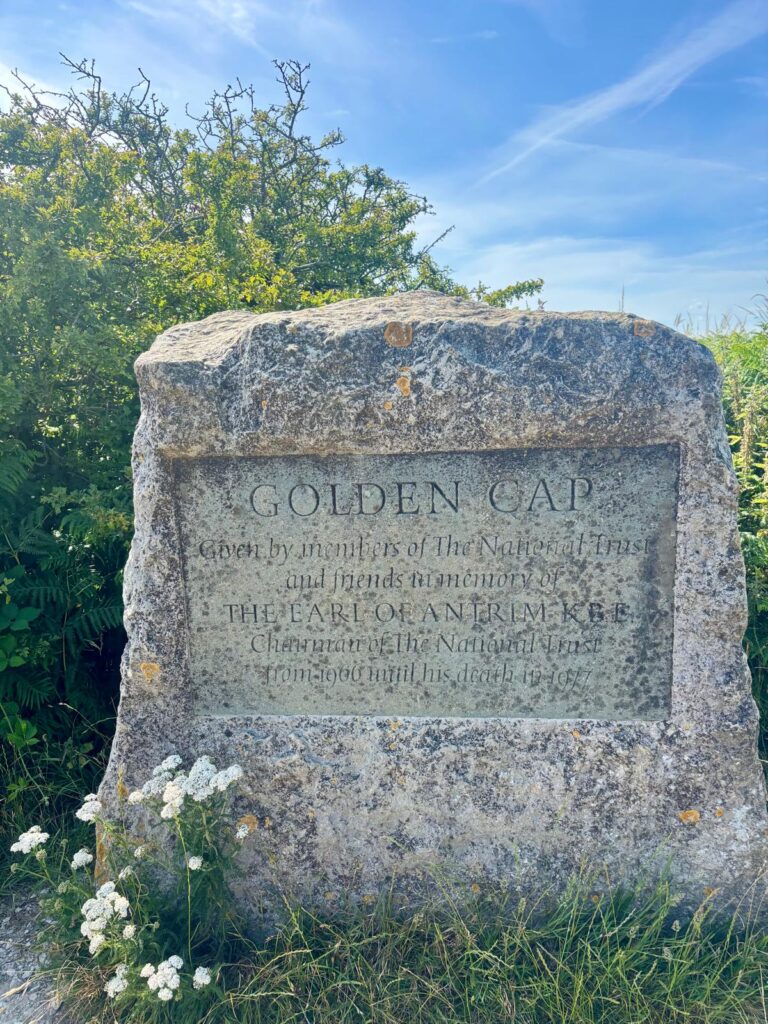 GOLDEN CAP
Given by members of The National Trust
and friends in memory of
THE EARL OF ANTRIM K.B.E.
Chairman of The National Trust
from 1966 until his death in 1977